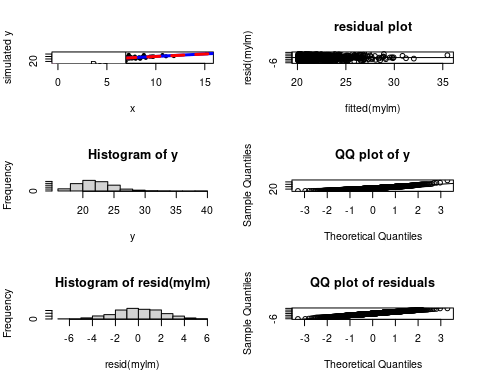 simulated y
20
0 5 10 15
x
residual plot
resid(mylm)
-6
20 25 30 35
fitted(mylm)
Histogram of y
Frequency
0
20 25 30 35 40
y
QQ plot of y
Sample Quantiles
20
-3 -2 -1 0 1 2 3
Theoretical Quantiles
Histogram of resid(mylm)
Frequency
0
-6 -4 -2 0 2 4 6
resid(mylm)
QQ plot of residuals
Sample Quantiles
-6
-3 -2 -1 0 1 2 3
Theoretical Quantiles